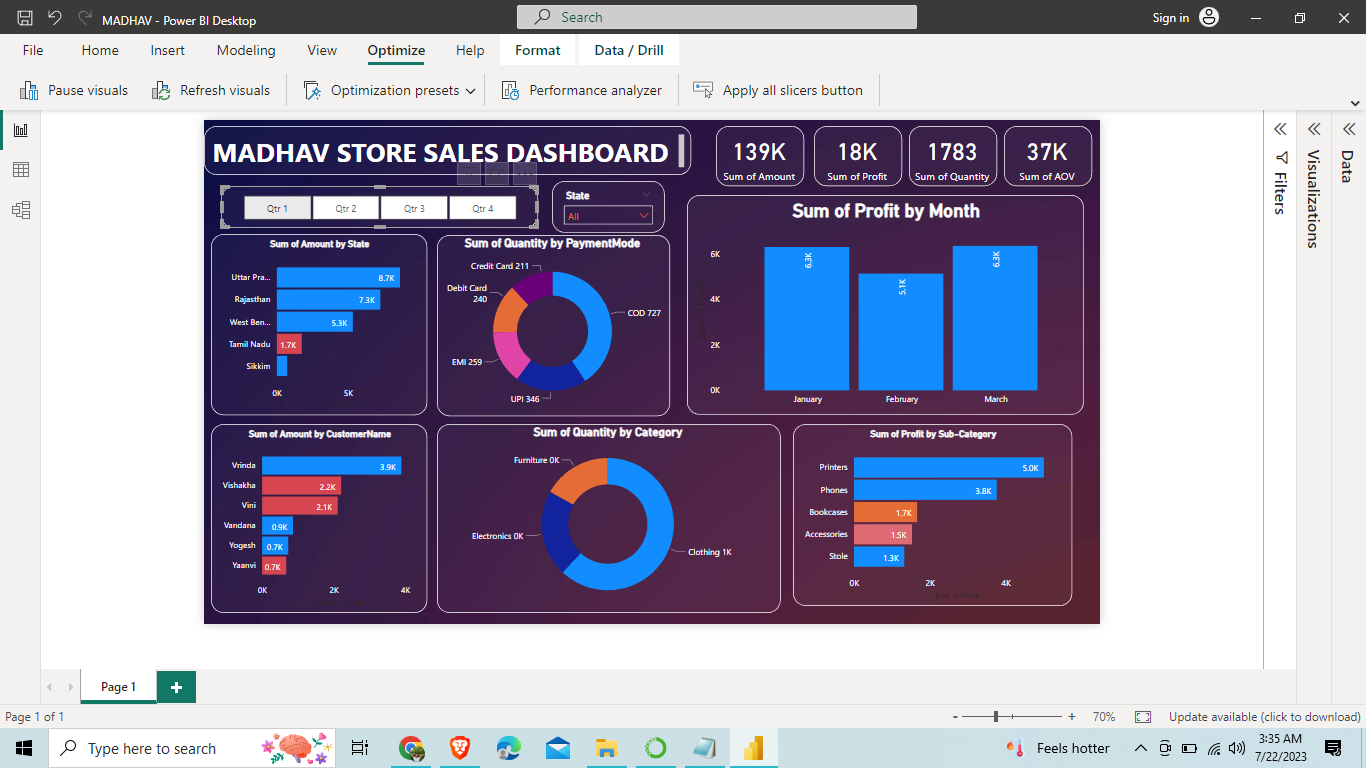 MADHAV - Power BI Desktop
Search
Sign in
File Home Insert Modeling View Optimize Help Format Data / Drill
Pause visuals Refresh visuals Optimization presets Performance analyzer Apply all slicers button
MADHAV STORE SALES DASHBOARD
139K
Sum of Amount
18K
Sum of Profit
1783
Sum of Quantity
37K
Sum of AOV
Qtr 1 Qtr 2 Qtr 3 Qtr 4
State
All
Sum of Amount by State
Uttar Pra... 8.7K
Rajasthan 7.3K
West Ben... 5.3K
Tamil Nadu 1.7K
Sikkim
0K 5K
Sum of Quantity by PaymentMode
Credit Card 211
Debit Card
240
COD 727
EMI 259
UPI 346
Sum of Profit by Month
6K
4K
2K
0K
6.3K 5.1K 6.3K
January February March
Sum of Amount by CustomerName
Vrinda 3.9K
Vishakha 2.2K
Vini 2.1K
Vandana 0.9K
Yogesh 0.7K
Yaanvi 0.7K
0K 2K 4K
Sum of Quantity by Category
Furniture 0K
Electronics 0K
Clothing 1K
Sum of Profit by Sub-Category
Printers 5.0K
Phones 3.8K
Bookcases 1.7K
Accessories 1.5K
Stole 1.3K
0K 2K 4K
Sum of Profit
Filters
Visualizations
Data
Page 1
Page 1 of 1
- + 70%
Update available (click to download)
Type here to search
Feels hotter
3:35 AM
7/22/2023